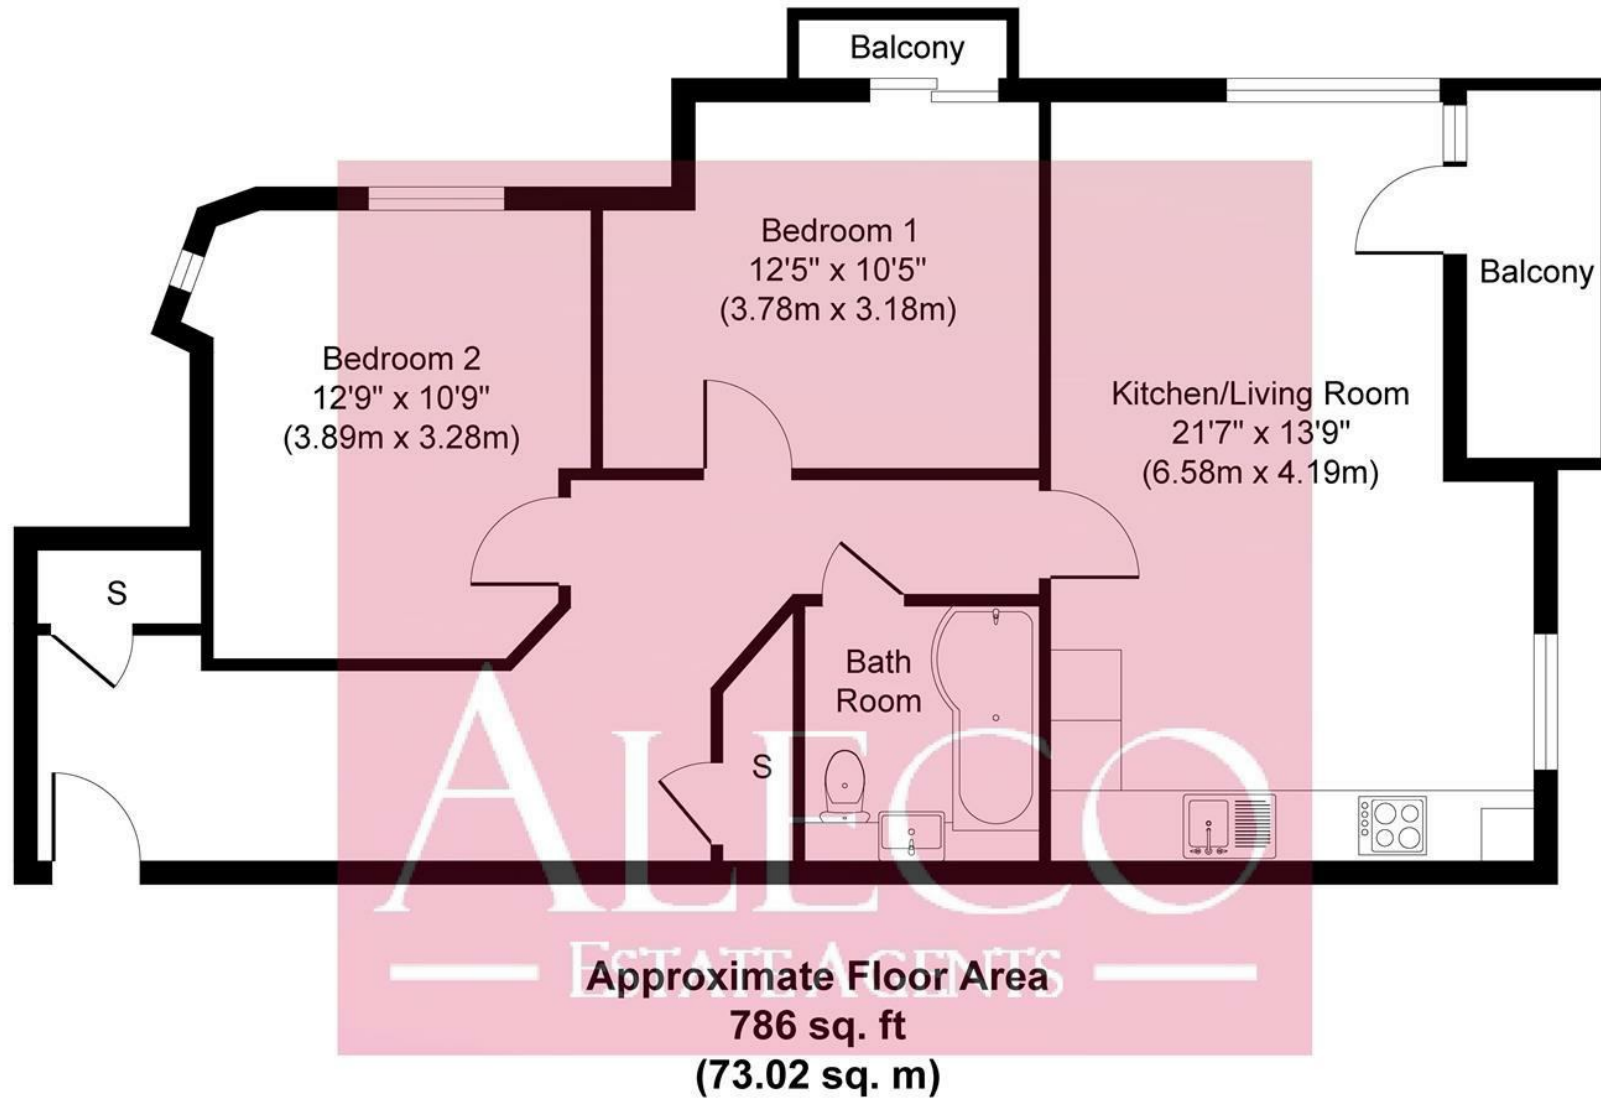 Balcony
Bedroom 1
12'5" x 10'5"
(3.78m x 3.18m)
Balcony
Bedroom 2
12'9" x 10'9"
(3.89m x 3.28m)
Kitchen/Living Room
21'7" x 13'9"
(6.58m x 4.19m)
S
Bath
Room
S
ALECO
ESTATE AGENTS
Approximate Floor Area
786 sq. ft
(73.02 sq. m)